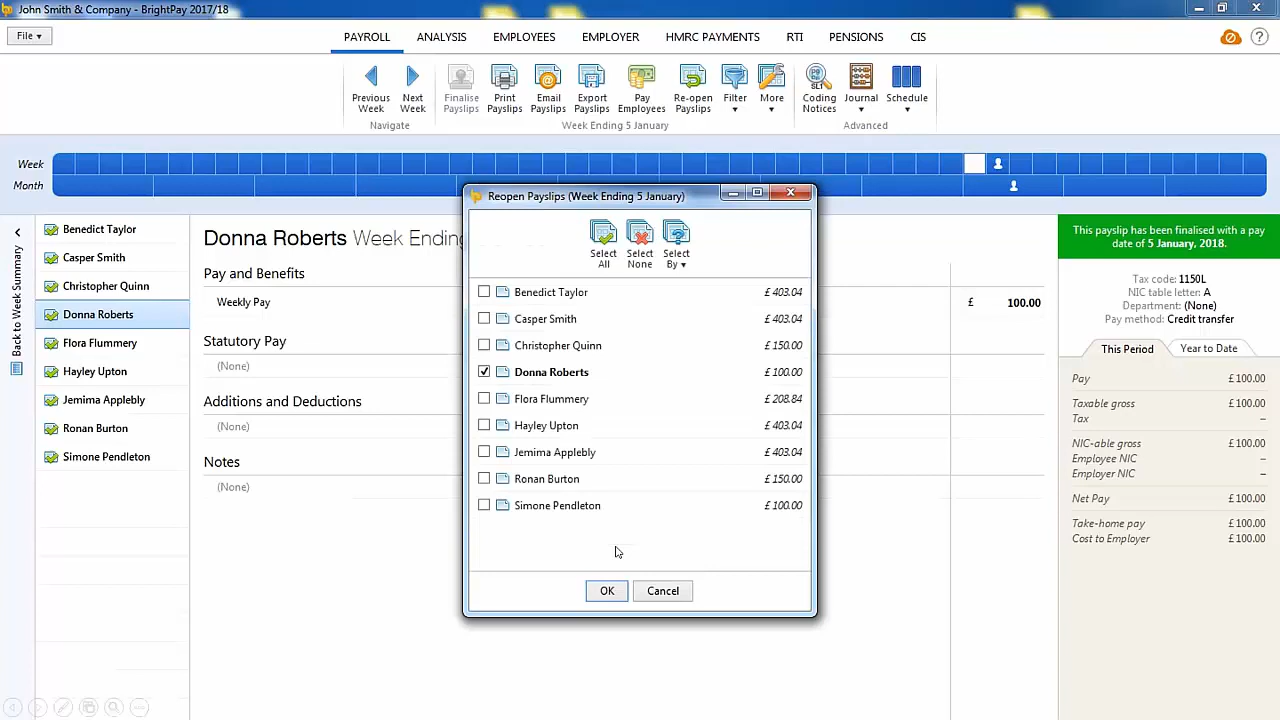 John Smith & Company - BrightPay 2017/18
File
PAYROLL ANALYSIS EMPLOYEES EMPLOYER HMRC PAYMENTS RTI PENSIONS CIS
Previous Week
Next Week
Finalise Payslips
Print Payslips
Email Payslips
Export Payslips
Pay Employees
Re-open Payslips
Filter
More
Coding Notices
Journal
Schedule
Navigate
Week Ending 5 January
Advanced
Week
Month
Back to Week Summary
Benedict Taylor
Casper Smith
Christopher Quinn
Donna Roberts
Flora Flummery
Hayley Upton
Jemima Applebly
Ronan Burton
Simone Pendleton
Donna Roberts Week Ending
Pay and Benefits
Weekly Pay £ 100.00
Statutory Pay
(None)
Additions and Deductions
(None)
Notes
(None)
Reopen Payslips (Week Ending 5 January)
Select All
Select None
Select By
Benedict Taylor £ 403.04
Casper Smith £ 403.04
Christopher Quinn £ 150.00
Donna Roberts £ 100.00
Flora Flummery £ 208.84
Hayley Upton £ 403.04
Jemima Applebly £ 403.04
Ronan Burton £ 150.00
Simone Pendleton £ 100.00
OK Cancel
This payslip has been finalised with a pay
date of 5 January, 2018.
Tax code: 1150L
NIC table letter: A
Department: (None)
Pay method: Credit transfer
This Period Year to Date
Pay £ 100.00
Taxable gross £ 100.00
Tax –
NIC-able gross £ 100.00
Employee NIC –
Employer NIC –
Net Pay £ 100.00
Take-home pay £ 100.00
Cost to Employer £ 100.00